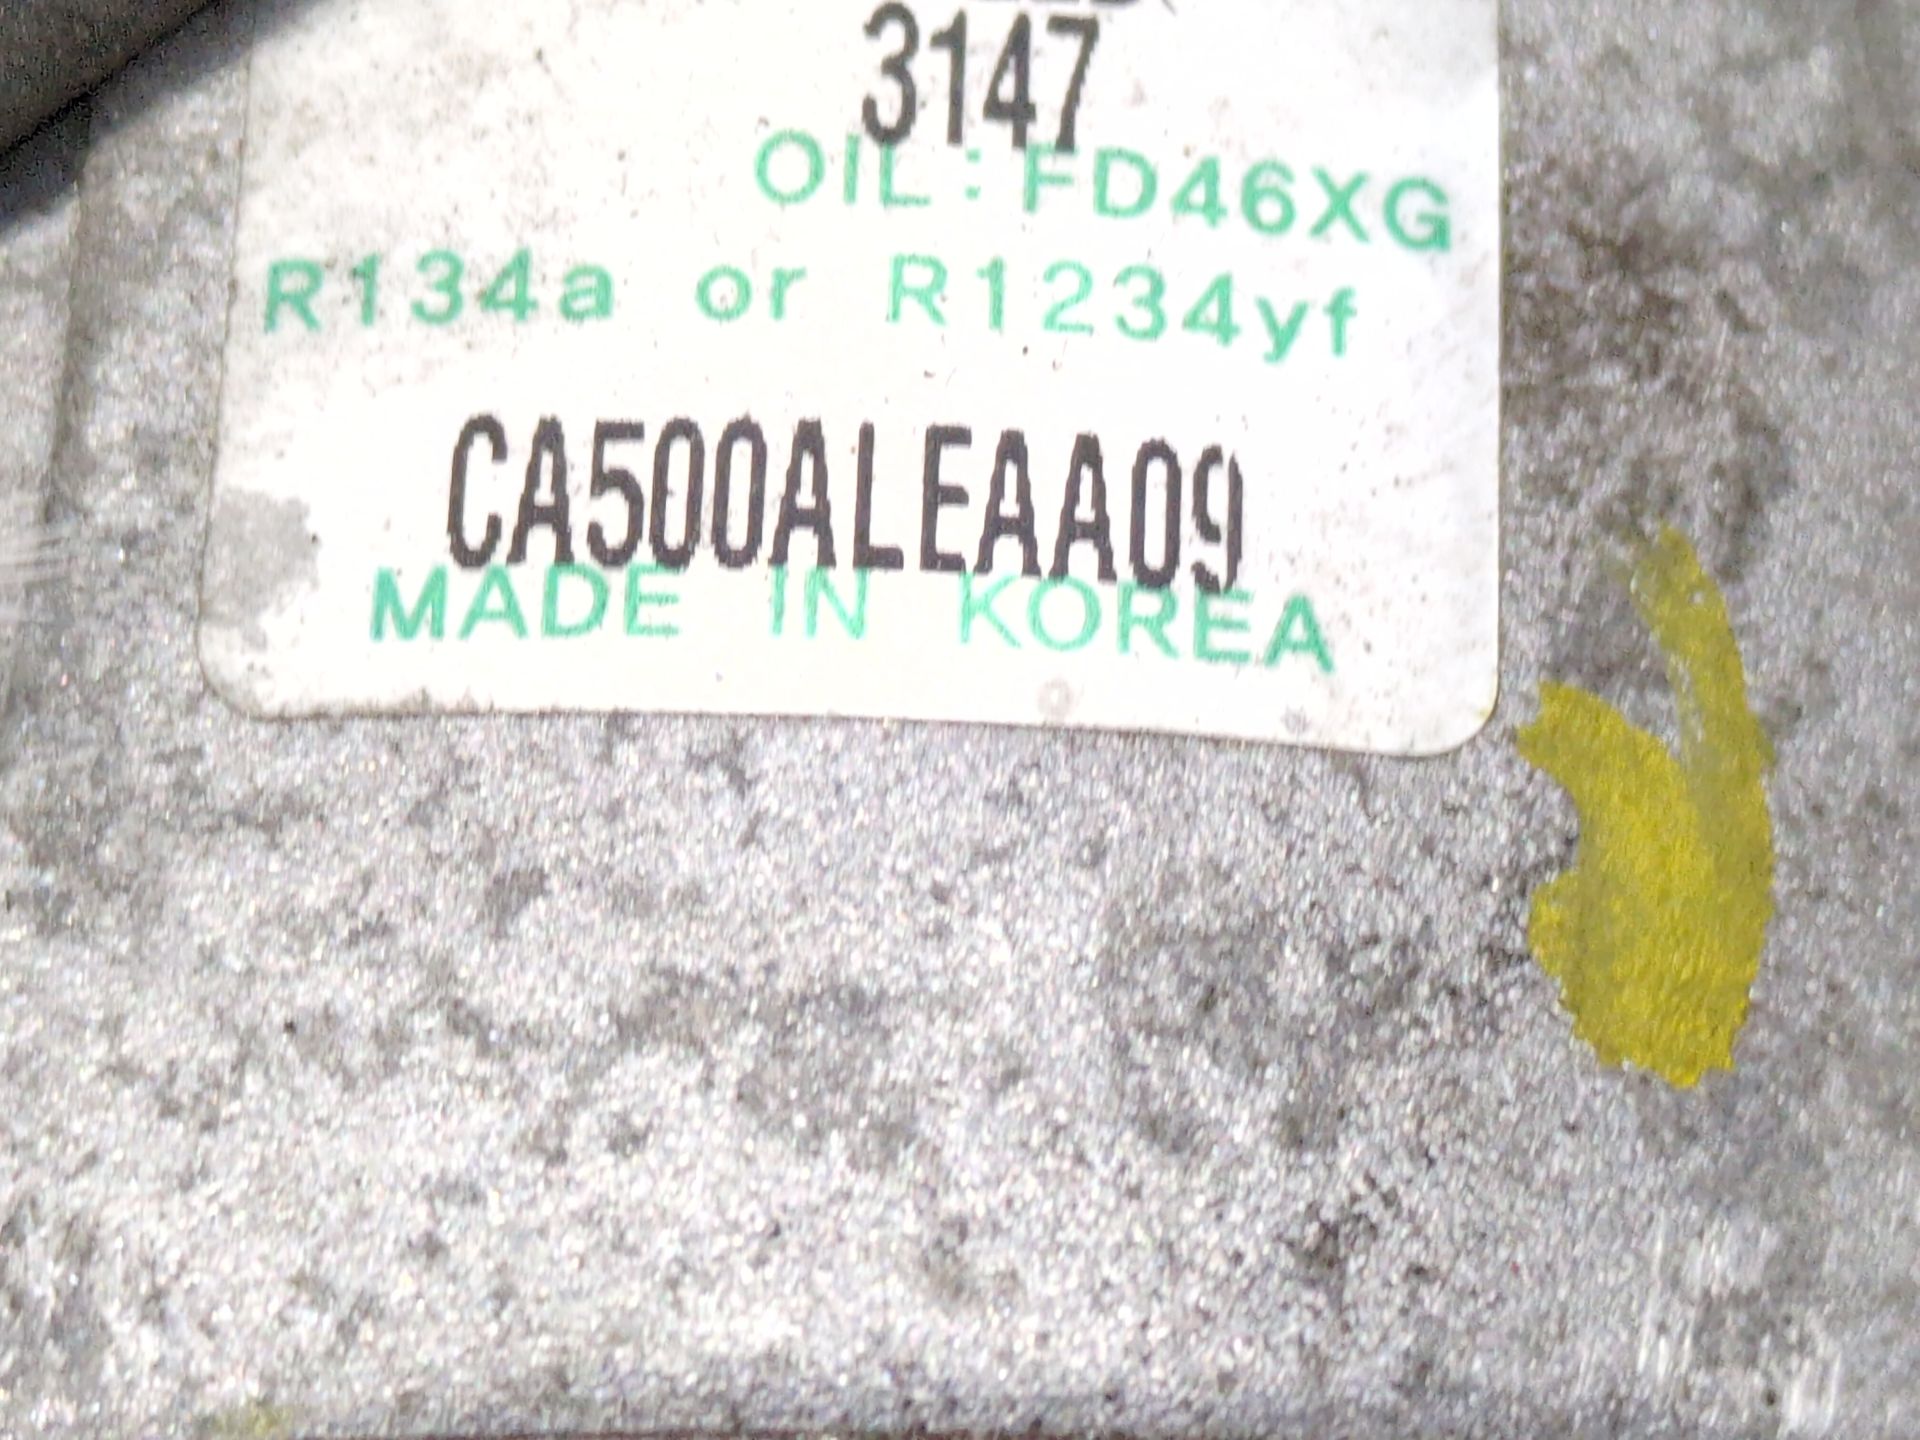 3147
OIL:FD46XG
R134a or R1234yf
CA500ALEAA09
MADE IN KOREA